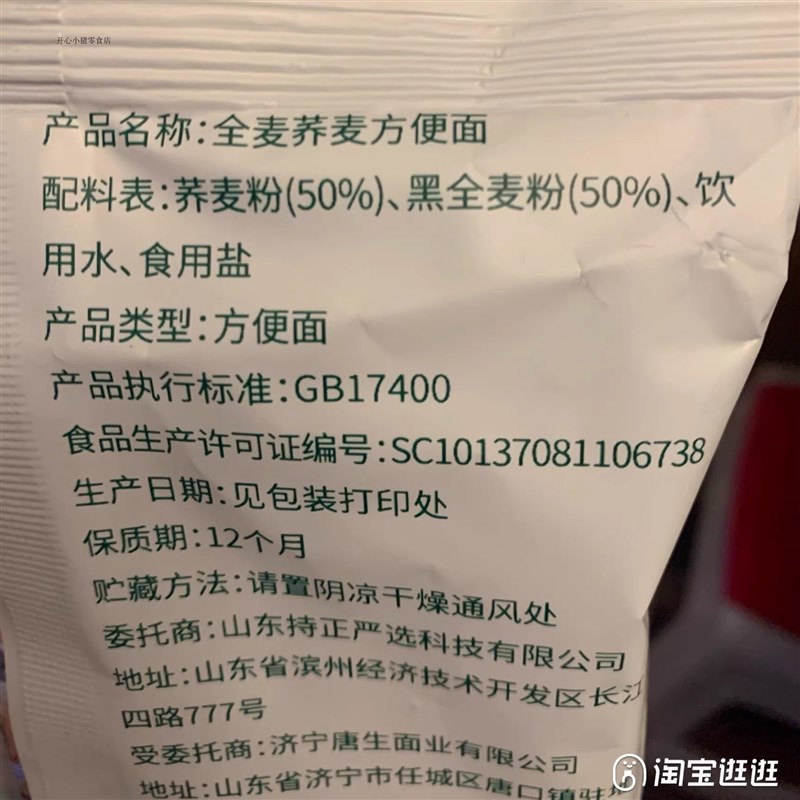 开心小猪零食店
产品名称:全麦荞麦方便面
配料表:荞麦粉(50%)、黑全麦粉(50%)、饮
用水、食用盐
产品类型:方便面
产品执行标准:GB17400
食品生产许可证编号:SC10137081106738
生产日期:见包装打印处
保质期:12个月
贮藏方法:请置阴凉干燥通风处
委托商:山东持正严选科技有限公司
地址:山东省滨州经济技术开发区长江
四路777号
受委托商:济宁唐生面业有限公司
地址:山东省济宁市任城区唐口镇驻地
淘宝逛逛